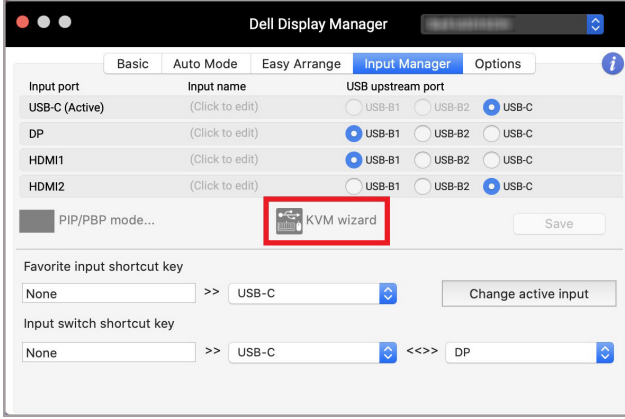 Dell Display Manager
Basic Auto Mode Easy Arrange Input Manager Options i
Input port Input name USB upstream port
USB-C (Active) (Click to edit) USB-B1 USB-B2 USB-C
DP (Click to edit) USB-B1 USB-B2 USB-C
HDMI1 (Click to edit) USB-B1 USB-B2 USB-C
HDMI2 (Click to edit) USB-B1 USB-B2 USB-C
PIP/PBP mode... KVM wizard Save
Favorite input shortcut key
None >> USB-C Change active input
Input switch shortcut key
None >> USB-C <<>> DP